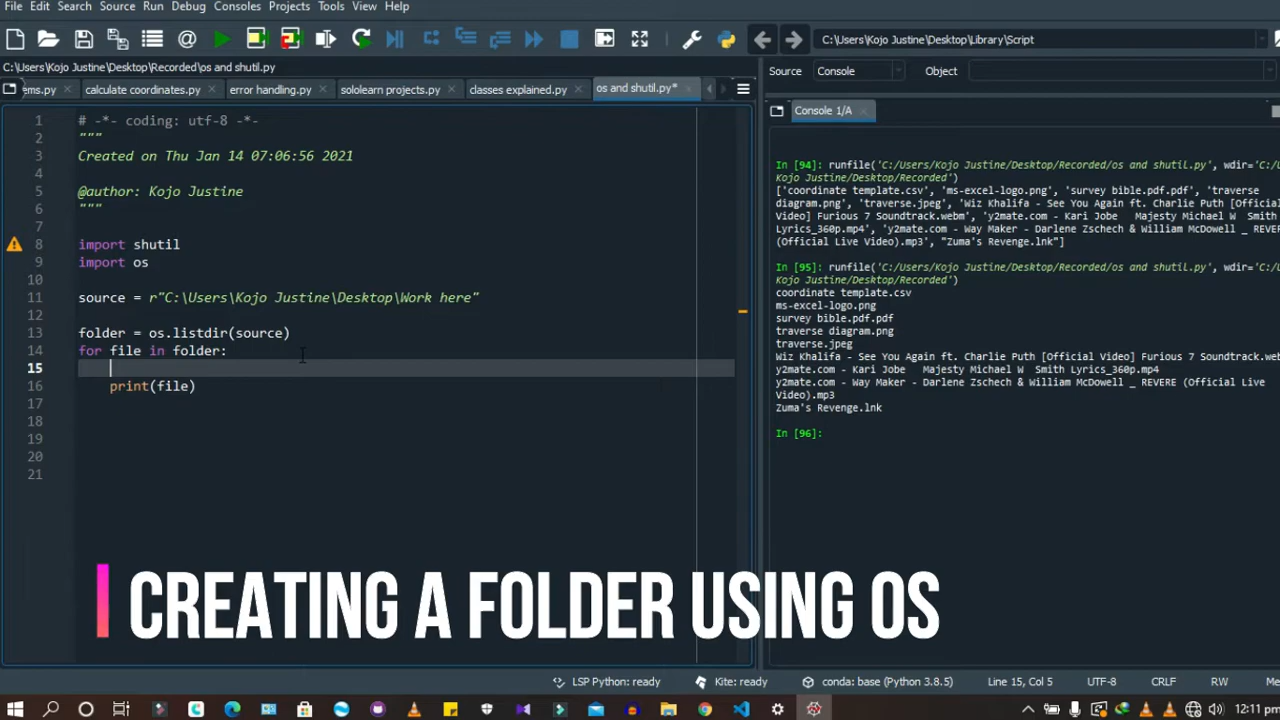 File Edit Search Source Run Debug Consoles Projects Tools View Help
C:\Users\Kojo Justine\Desktop\Library\Script
C:\Users\Kojo Justine\Desktop\Recorded\os and shutil.py
Source Console Object
ems.py calculate coordinates.py error handling.py sololearn projects.py classes explained.py os and shutil.py*
Console 1/A
1 # -*- coding: utf-8 -*-
2 """
3 Created on Thu Jan 14 07:06:56 2021
4
5 @author: Kojo Justine
6 """
7
8 import shutil
9 import os
10
11 source = r"C:\Users\Kojo Justine\Desktop\Work here"
12
13 folder = os.listdir(source)
14 for file in folder:
15
16 print(file)
17
18
19
20
21
In [94]: runfile('C:/Users/Kojo Justine/Desktop/Recorded/os and shutil.py', wdir='C:/
Kojo Justine/Desktop/Recorded')
['coordinate template.csv', 'ms-excel-logo.png', 'survey bible.pdf.pdf', 'traverse
diagram.png', 'traverse.jpeg', 'Wiz Khalifa - See You Again ft. Charlie Puth [Official
Video] Furious 7 Soundtrack.webm', 'y2mate.com - Kari Jobe Majesty Michael W Smith
Lyrics_360p.mp4', 'y2mate.com - Way Maker - Darlene Zschech & William McDowell _ REVE
(Official Live Video).mp3', "Zuma's Revenge.lnk"]
In [95]: runfile('C:/Users/Kojo Justine/Desktop/Recorded/os and shutil.py', wdir='C:/
Kojo Justine/Desktop/Recorded')
coordinate template.csv
ms-excel-logo.png
survey bible.pdf.pdf
traverse diagram.png
traverse.jpeg
Wiz Khalifa - See You Again ft. Charlie Puth [Official Video] Furious 7 Soundtrack.we
y2mate.com - Kari Jobe Majesty Michael W Smith Lyrics_360p.mp4
y2mate.com - Way Maker - Darlene Zschech & William McDowell _ REVERE (Official Live
Video).mp3
Zuma's Revenge.lnk
In [96]:
CREATING A FOLDER USING OS
LSP Python: ready Kite: ready conda: base (Python 3.8.5) Line 15, Col 5 UTF-8 CRLF RW Me
12:11 pm